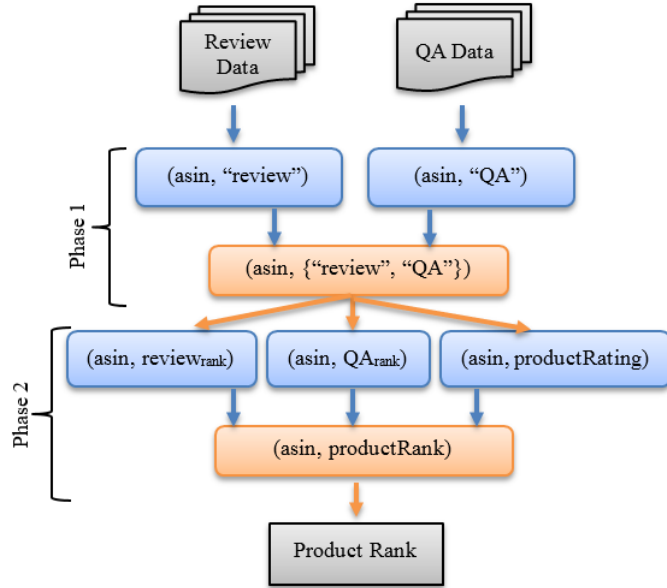 Review
Data
QA Data
Phase 1
(asin, “review”)
(asin, “QA”)
(asin, {“review”, “QA”})
Phase 2
(asin, reviewrank)
(asin, QArank)
(asin, productRating)
(asin, productRank)
Product Rank